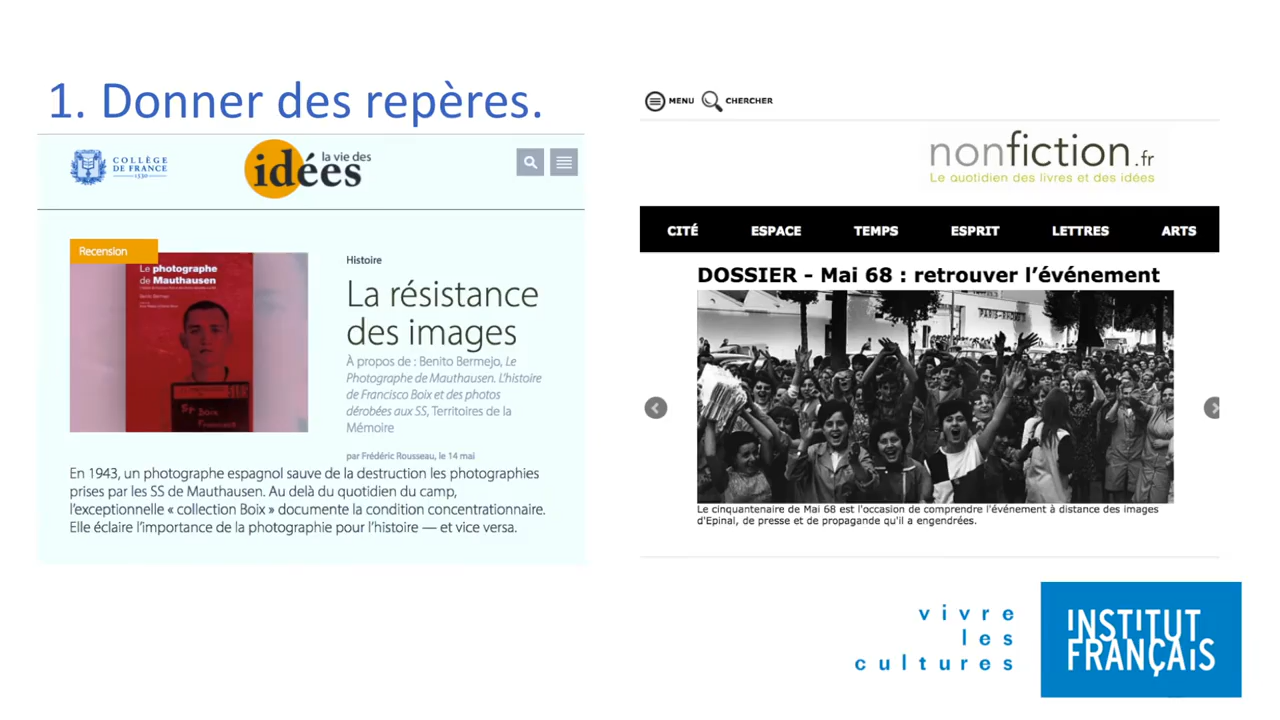 1. Donner des repères.
COLLÈGE
DE FRANCE
1530
la vie des
idées
Recension
Le photographe
de Mauthausen
Benito Bermejo
Histoire
La résistance
des images
À propos de : Benito Bermejo, Le
Photographe de Mauthausen. L'histoire
de Francisco Boix et des photos
dérobées aux SS, Territoires de la
Mémoire
par Frédéric Rousseau, le 14 mai
En 1943, un photographe espagnol sauve de la destruction les photographies
prises par les SS de Mauthausen. Au delà du quotidien du camp,
l'exceptionnelle « collection Boix » documente la condition concentrationnaire.
Elle éclaire l'importance de la photographie pour l'histoire — et vice versa.
MENU CHERCHER
nonfiction.fr
Le quotidien des livres et des idées
CITÉ ESPACE TEMPS ESPRIT LETTRES ARTS
DOSSIER - Mai 68 : retrouver l'événement
Le cinquantenaire de Mai 68 est l'occasion de comprendre l'événement à distance des images
d'Epinal, de presse et de propagande qu'il a engendrées.
vivre
les
cultures
INSTITUT
FRANÇAIS